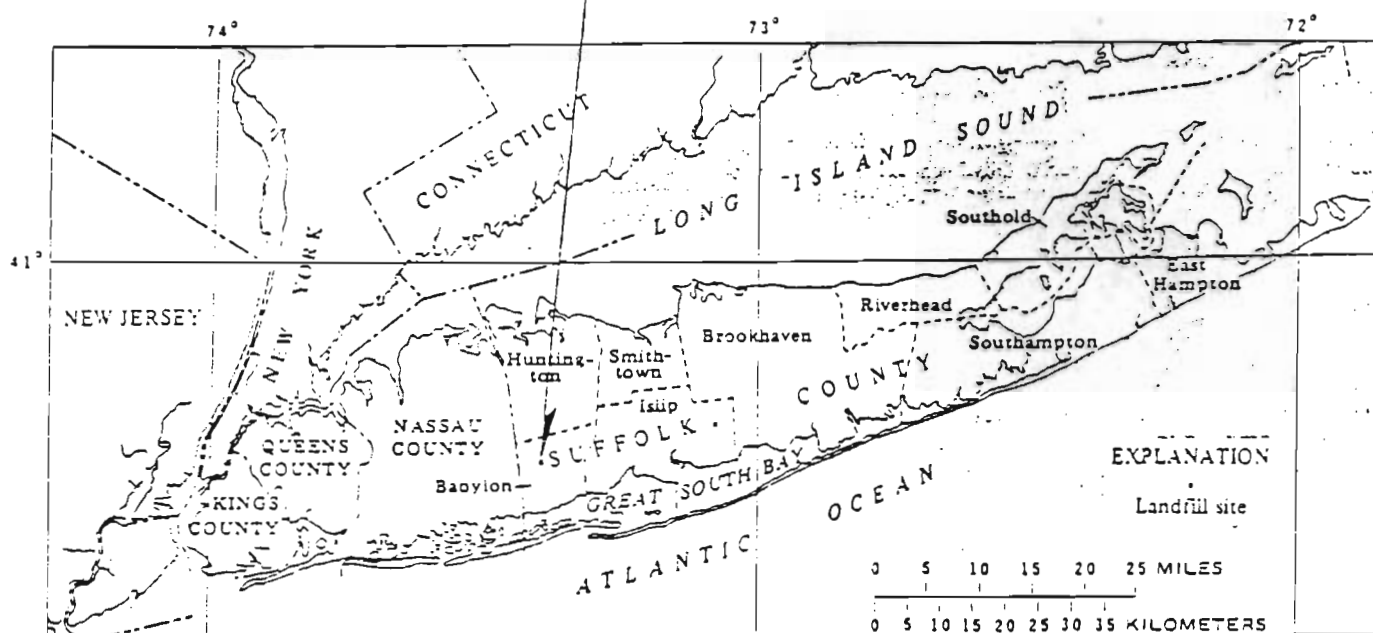 74°
73°
72°
CONNECTICUT
LONG ISLAND SOUND
41°
NEW YORK
NEW JERSEY
Southold
East
Hampton
Riverhead
Southampton
Brookhaven
Hunting-
ton
Smith-
town
Islip
SUFFOLK COUNTY
NASSAU
COUNTY
QUEENS
COUNTY
KINGS
COUNTY
Babylon
GREAT SOUTH BAY
ATLANTIC OCEAN
EXPLANATION
Landfill site
0 5 10 15 20 25 MILES
0 5 10 15 20 25 30 35 KILOMETERS